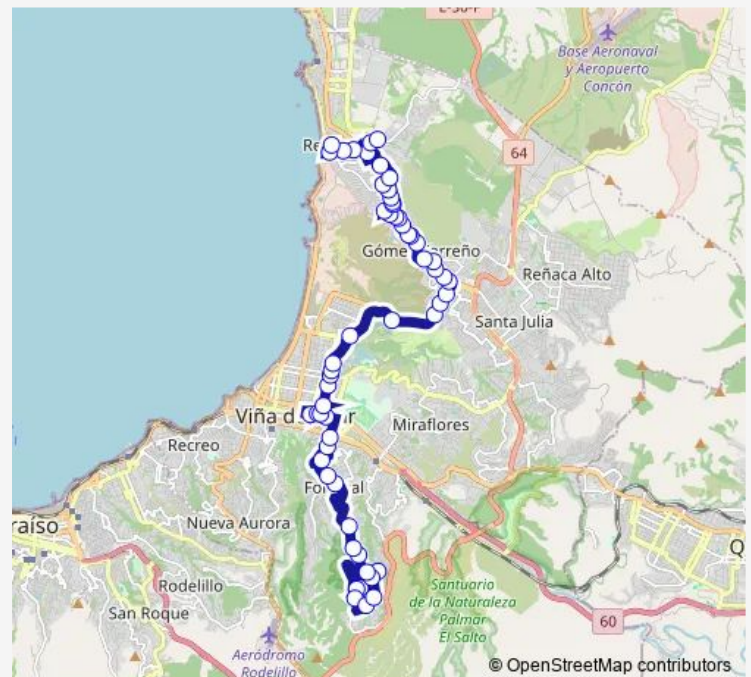 E-30-F
Base Aeronaval
y Aeropuerto
Concón
64
Reñaca Alto
Santa Julia
Miraflores
Recreo
Nueva Aurora
Rodelillo
San Roque
Aeródromo
Rodelillo
Santuario
de la Naturaleza
Palmar
El Salto
60
© OpenStreetMap contributors